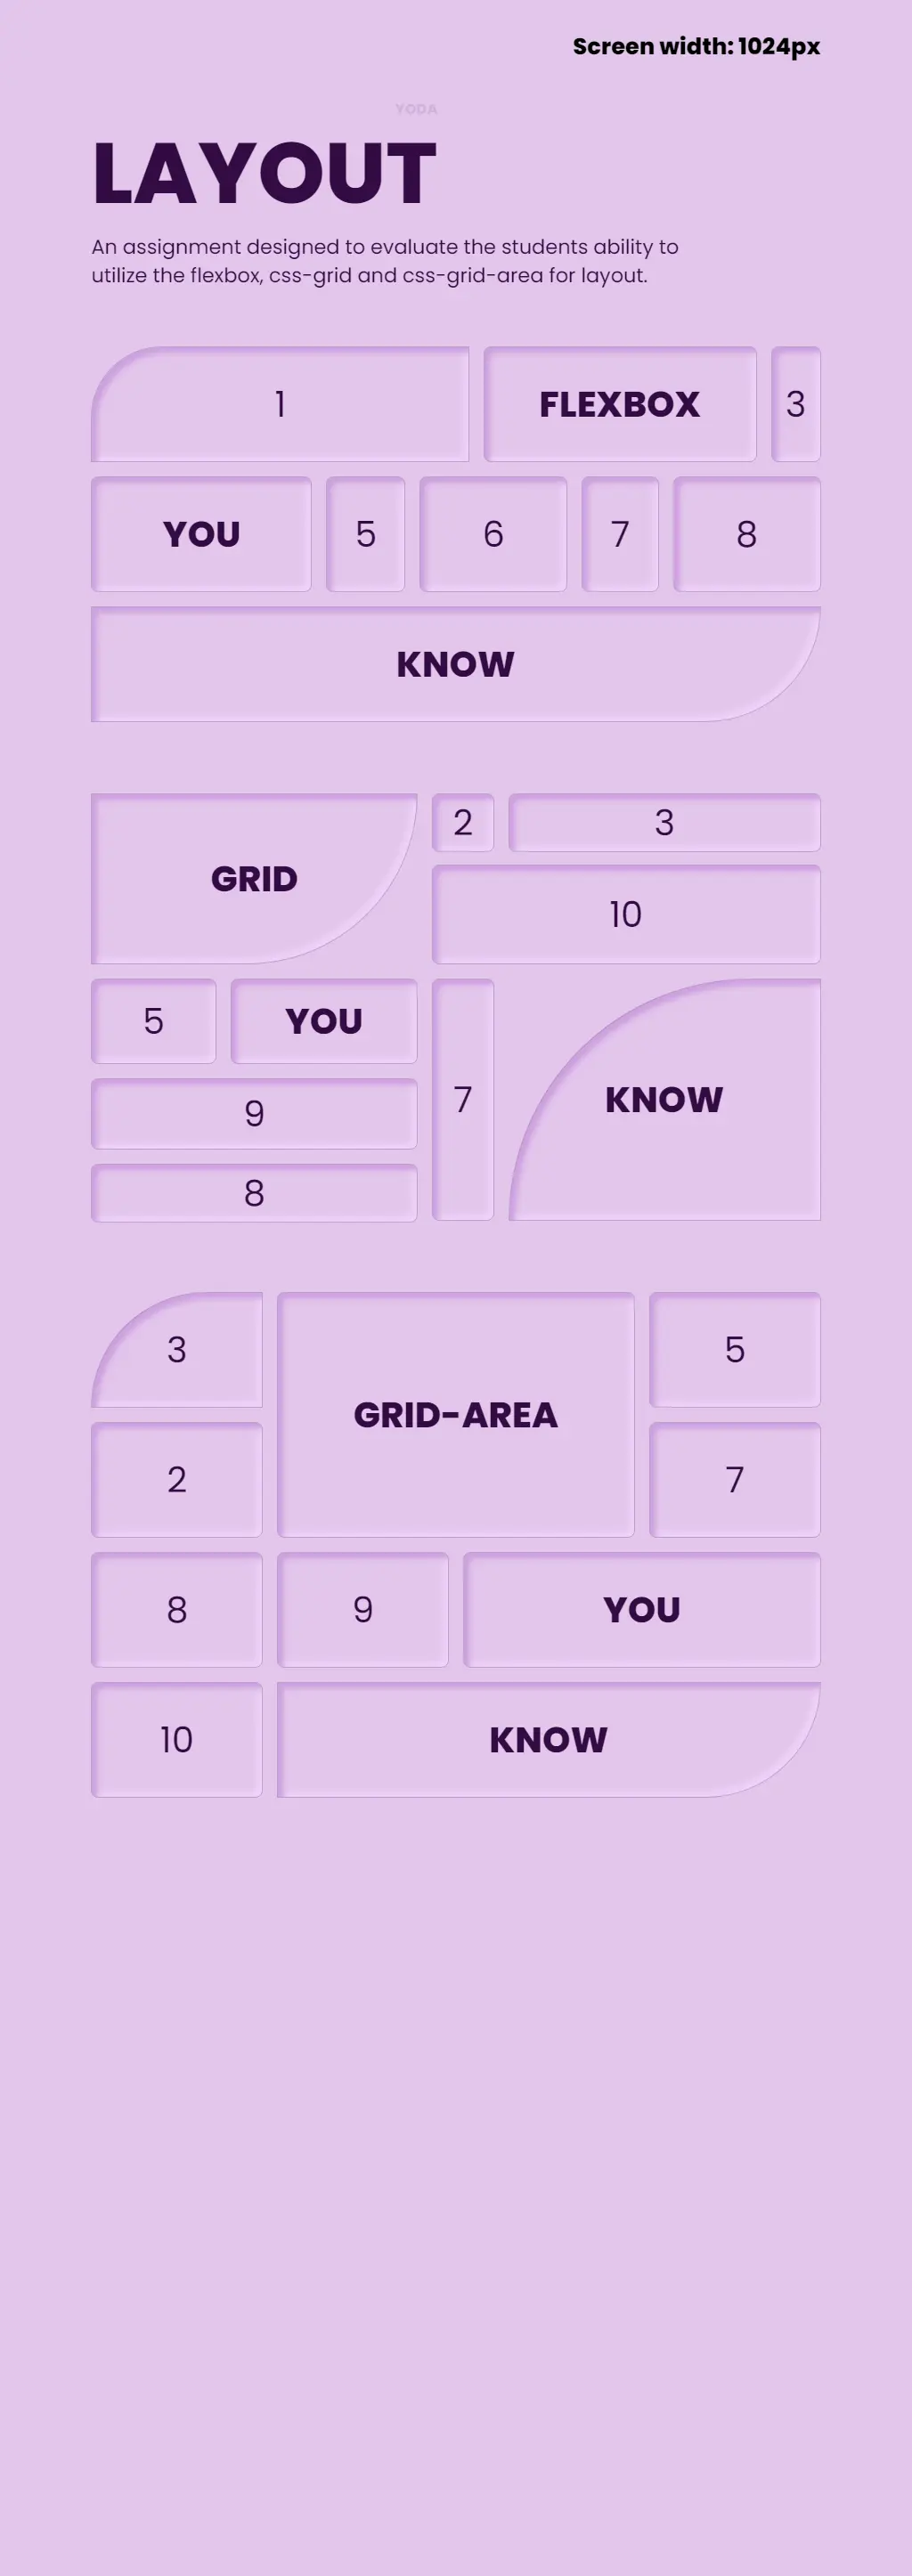 Screen width: 1024px
YODA
LAYOUT
An assignment designed to evaluate the students ability to
utilize the flexbox, css-grid and css-grid-area for layout.
1
FLEXBOX
3
YOU
5
6
7
8
KNOW
GRID
2
3
10
5
YOU
7
KNOW
9
8
3
GRID-AREA
5
2
7
8
9
YOU
10
KNOW